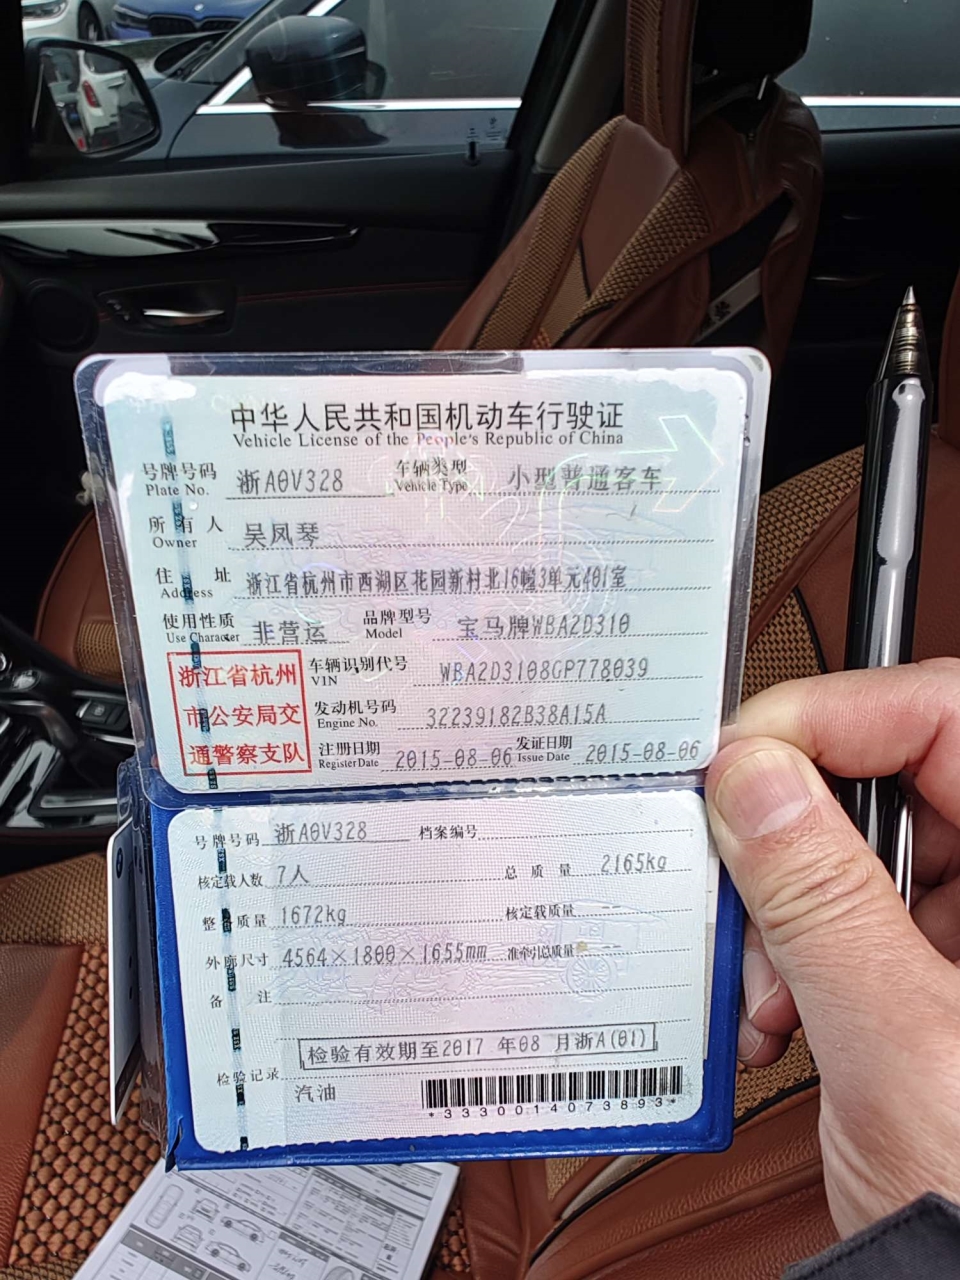 中华人民共和国机动车行驶证
Vehicle License of the People's Republic of China
号牌号码 浙A0V328 车辆类型 小型普通客车
Plate No. Vehicle Type
所有人 吴凤琴
Owner
住址 浙江省杭州市西湖区花园新村北16幢3单元401室
Address
使用性质 非营运 品牌型号 宝马牌WBA2D310
Use Character Model
浙江省杭州
市公安局交
通警察支队
车辆识别代号 WBA2D3108GP778039
VIN
发动机号码 32239182B38A15A
Engine No.
注册日期 2015-08-06 发证日期 2015-08-06
Register Date Issue Date
号牌号码 浙A0V328 档案编号
核定载人数 7人 总质量 2165kg
整备质量 1672kg 核定载质量
外廓尺寸 4564×1800×1655mm 准牵引总质量
备注
检验有效期至2017 年08 月浙A(01)
检验记录
汽油
*3330014073893*